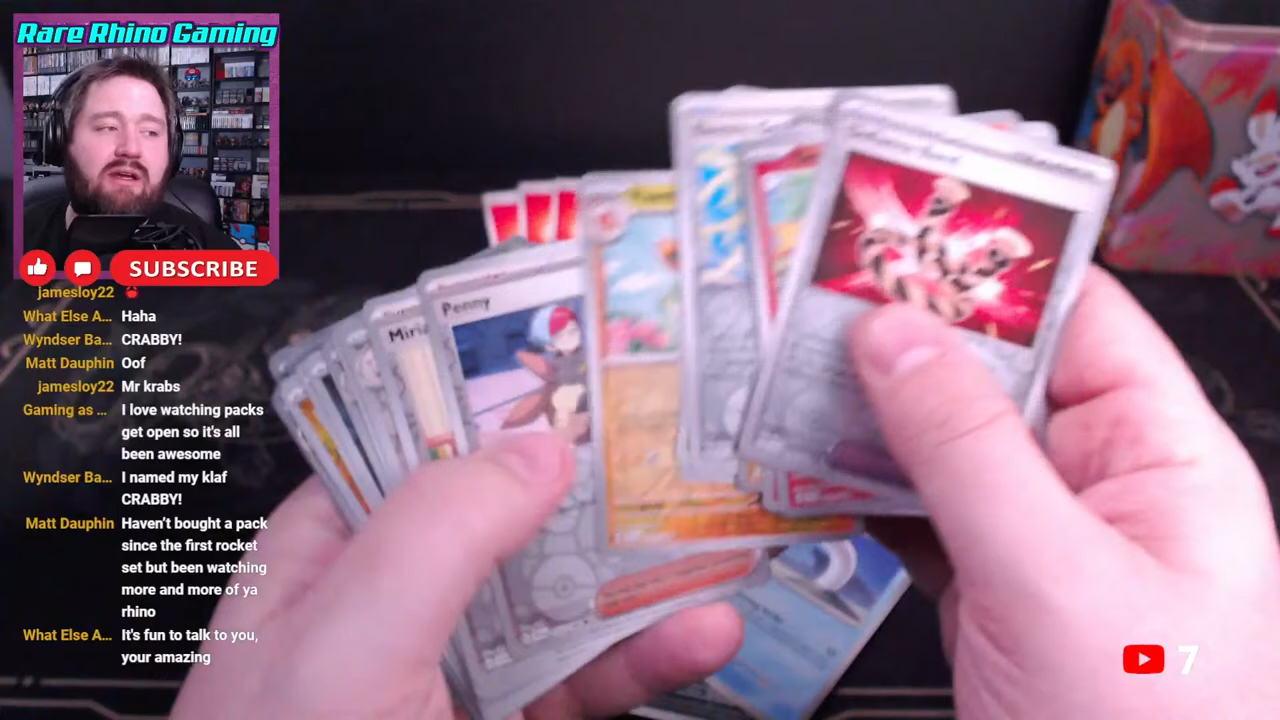 Rare Rhino Gaming
SUBSCRIBE
jamesloy22
What Else A... Haha
Wyndser Ba... CRABBY!
Matt Dauphin Oof
jamesloy22 Mr krabs
Gaming as ... I love watching packs
get open so it's all
been awesome
Wyndser Ba... I named my klaf
CRABBY!
Matt Dauphin Haven't bought a pack
since the first rocket
set but been watching
more and more of ya
rhino
What Else A... It's fun to talk to you,
your amazing
Penny
7